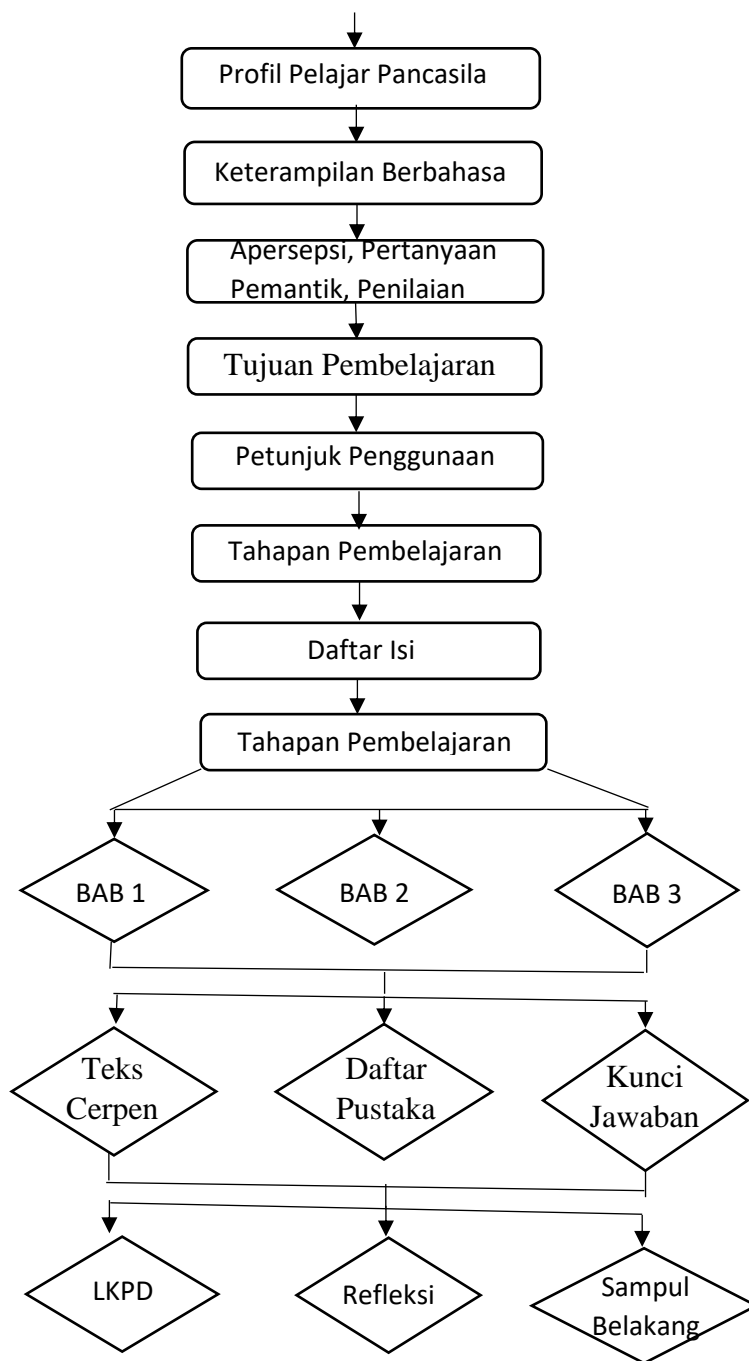 Profil Pelajar Pancasila
Keterampilan Berbahasa
Apersepsi, Pertanyaan
Pemantik, Penilaian
Tujuan Pembelajaran
Petunjuk Penggunaan
Tahapan Pembelajaran
Daftar Isi
Tahapan Pembelajaran
BAB 1
BAB 2
BAB 3
Teks
Cerpen
Daftar
Pustaka
Kunci
Jawaban
LKPD
Refleksi
Sampul
Belakang